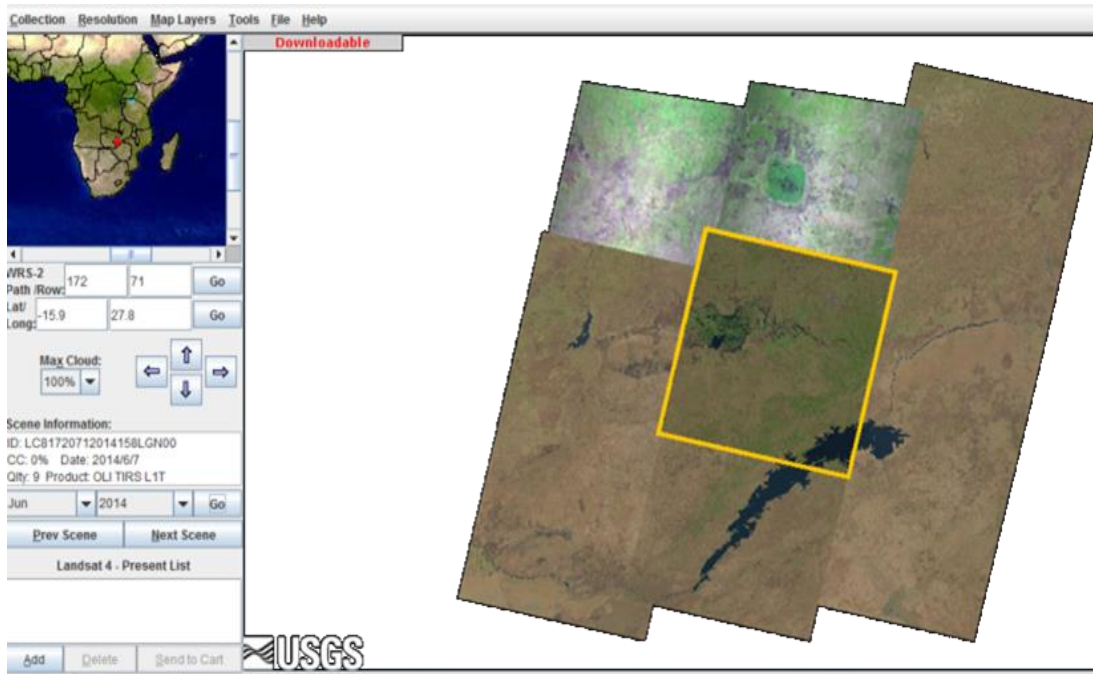 Collection Resolution Map Layers Tools File Help
Downloadable
WRS-2
Path /Row: 172 71 Go
Lat/
Long: -15.9 27.8 Go
Max Cloud:
100%
Scene Information:
ID: LC81720712014158LGN00
CC: 0% Date: 2014/6/7
Qlty: 9 Product: OLI TIRS L1T
Jun 2014 Go
Prev Scene Next Scene
Landsat 4 - Present List
Add Delete Send to Cart
USGS